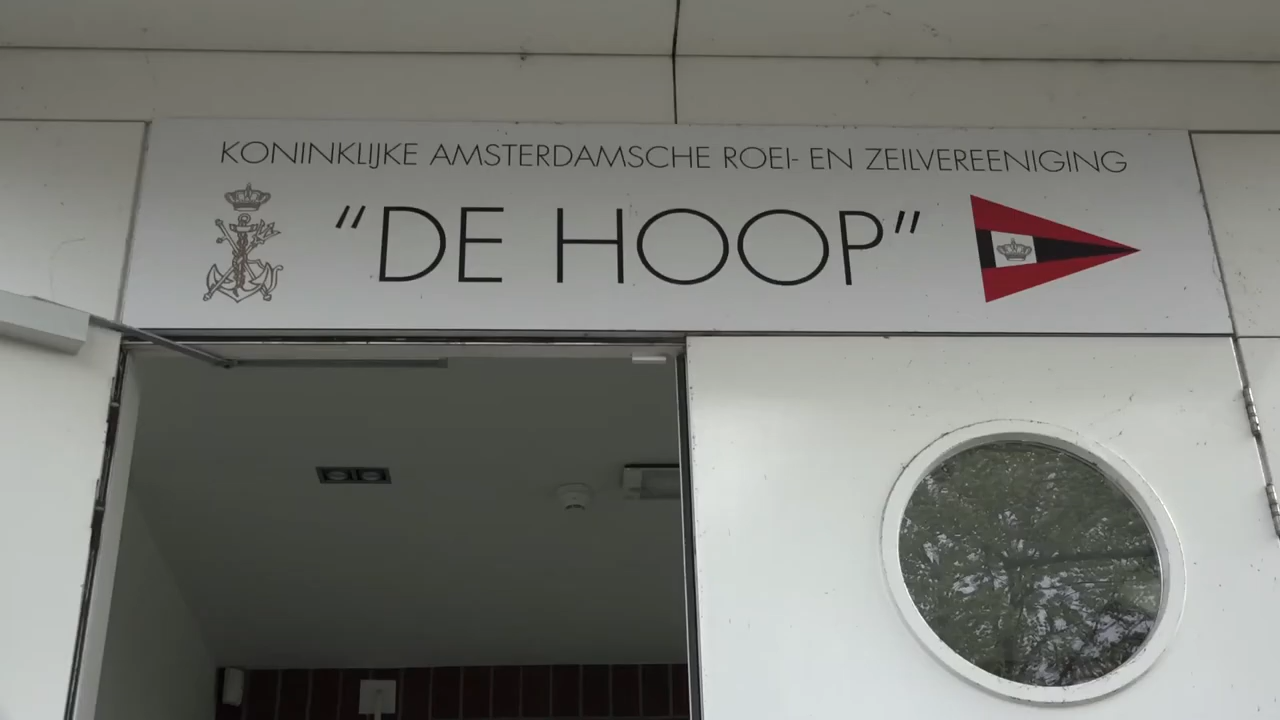 KONINKLIJKE AMSTERDAMSCHE ROEI- EN ZEILVEREENIGING
“DE HOOP”